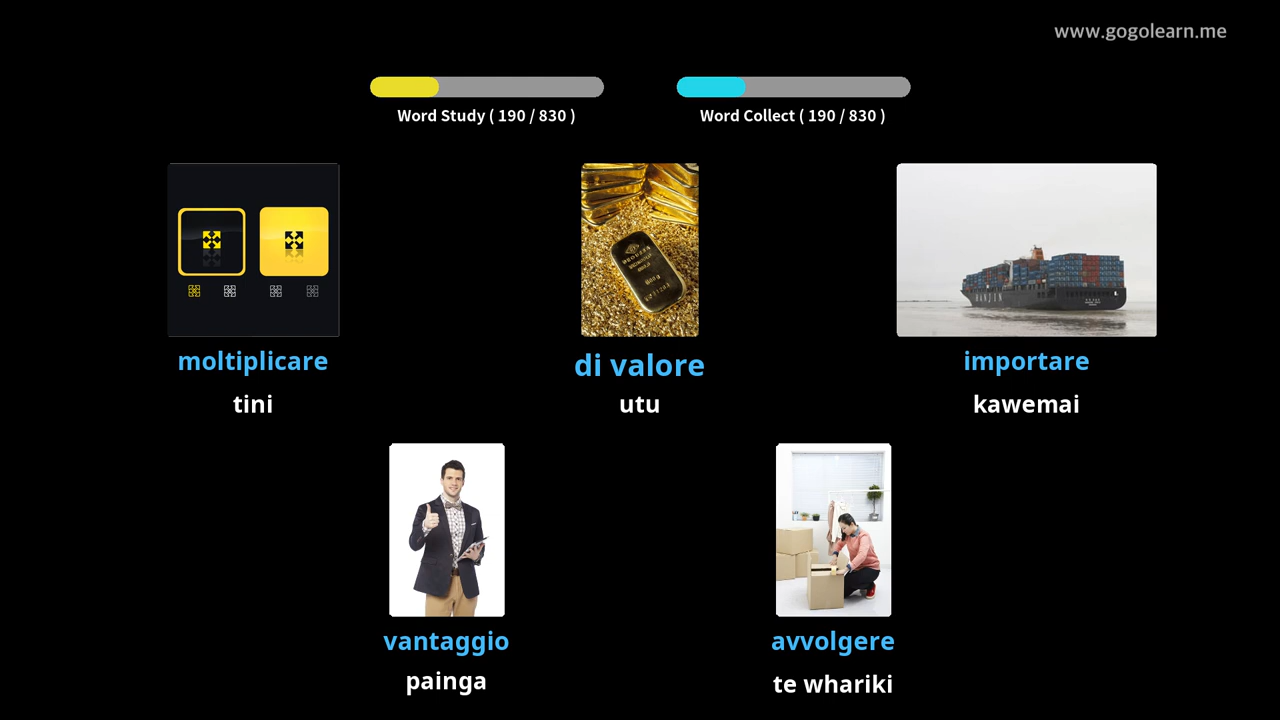 www.gogolearn.me
Word Study ( 190 / 830 )
Word Collect ( 190 / 830 )
HANJIN
moltiplicare
di valore
importare
tini
utu
kawemai
vantaggio
avvolgere
painga
te whariki